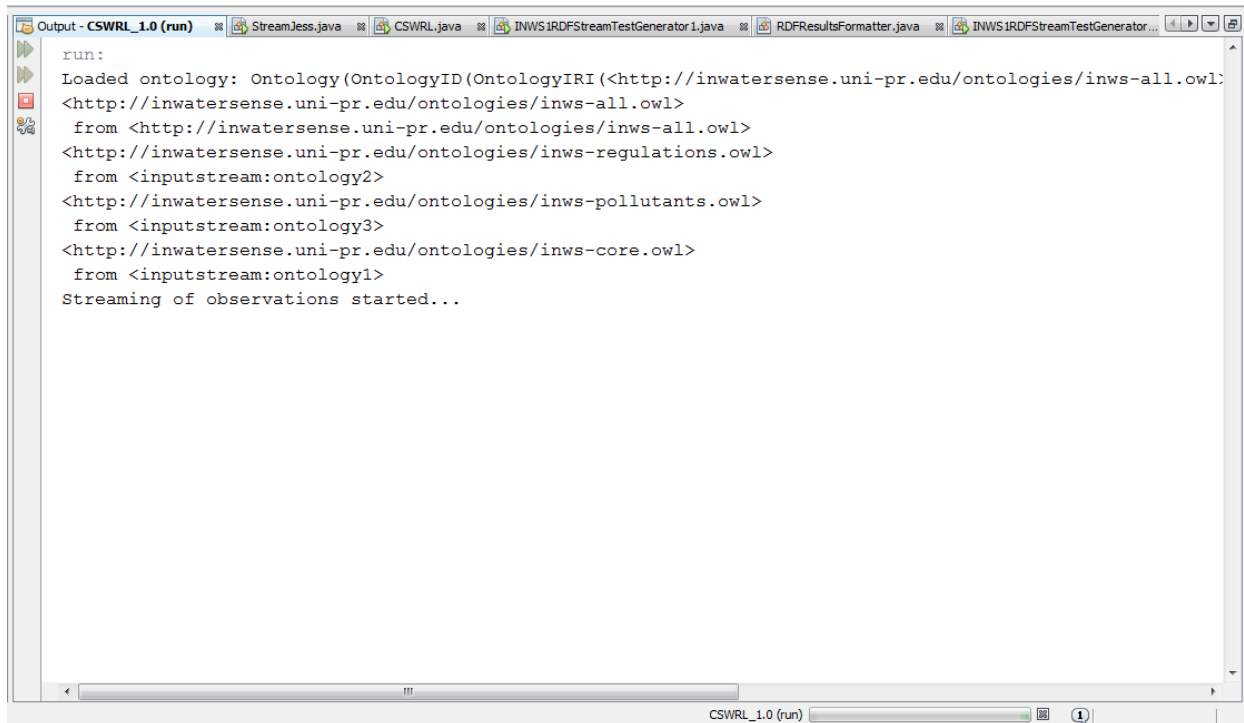 Output - CSWRL_1.0 (run) StreamJess.java CSWRL.java INWS1RDFStreamTestGenerator1.java RDFResultsFormatter.java INWS1RDFStreamTestGenerator...
run:
Loaded ontology: Ontology(OntologyID(OntologyIRI(<http://inwatersense.uni-pr.edu/ontologies/inws-all.owl>
<http://inwatersense.uni-pr.edu/ontologies/inws-all.owl>
from <http://inwatersense.uni-pr.edu/ontologies/inws-all.owl>
<http://inwatersense.uni-pr.edu/ontologies/inws-regulations.owl>
from <inputstream:ontology2>
<http://inwatersense.uni-pr.edu/ontologies/inws-pollutants.owl>
from <inputstream:ontology3>
<http://inwatersense.uni-pr.edu/ontologies/inws-core.owl>
from <inputstream:ontology1>
Streaming of observations started...
CSWRL_1.0 (run) 1